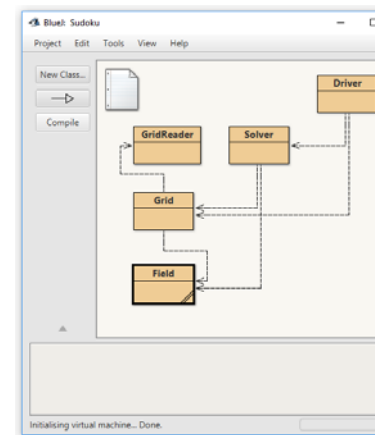 BlueJ: Sudoku
Project Edit Tools View Help
New Class...
Compile
Driver
GridReader
Solver
Grid
Field
Initialising virtual machine... Done.